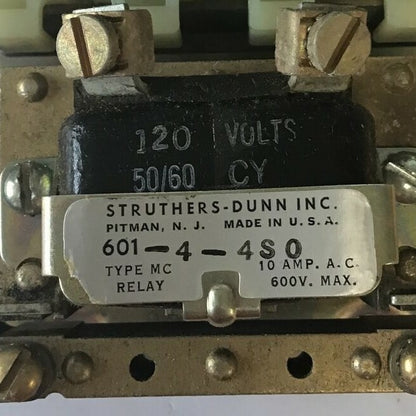 120 VOLTS
50/60 CY
STRUTHERS-DUNN INC.
PITMAN, N. J. MADE IN U.S.A.
601-4-4SO
TYPE MC 10 AMP. A.C.
RELAY 600V. MAX.